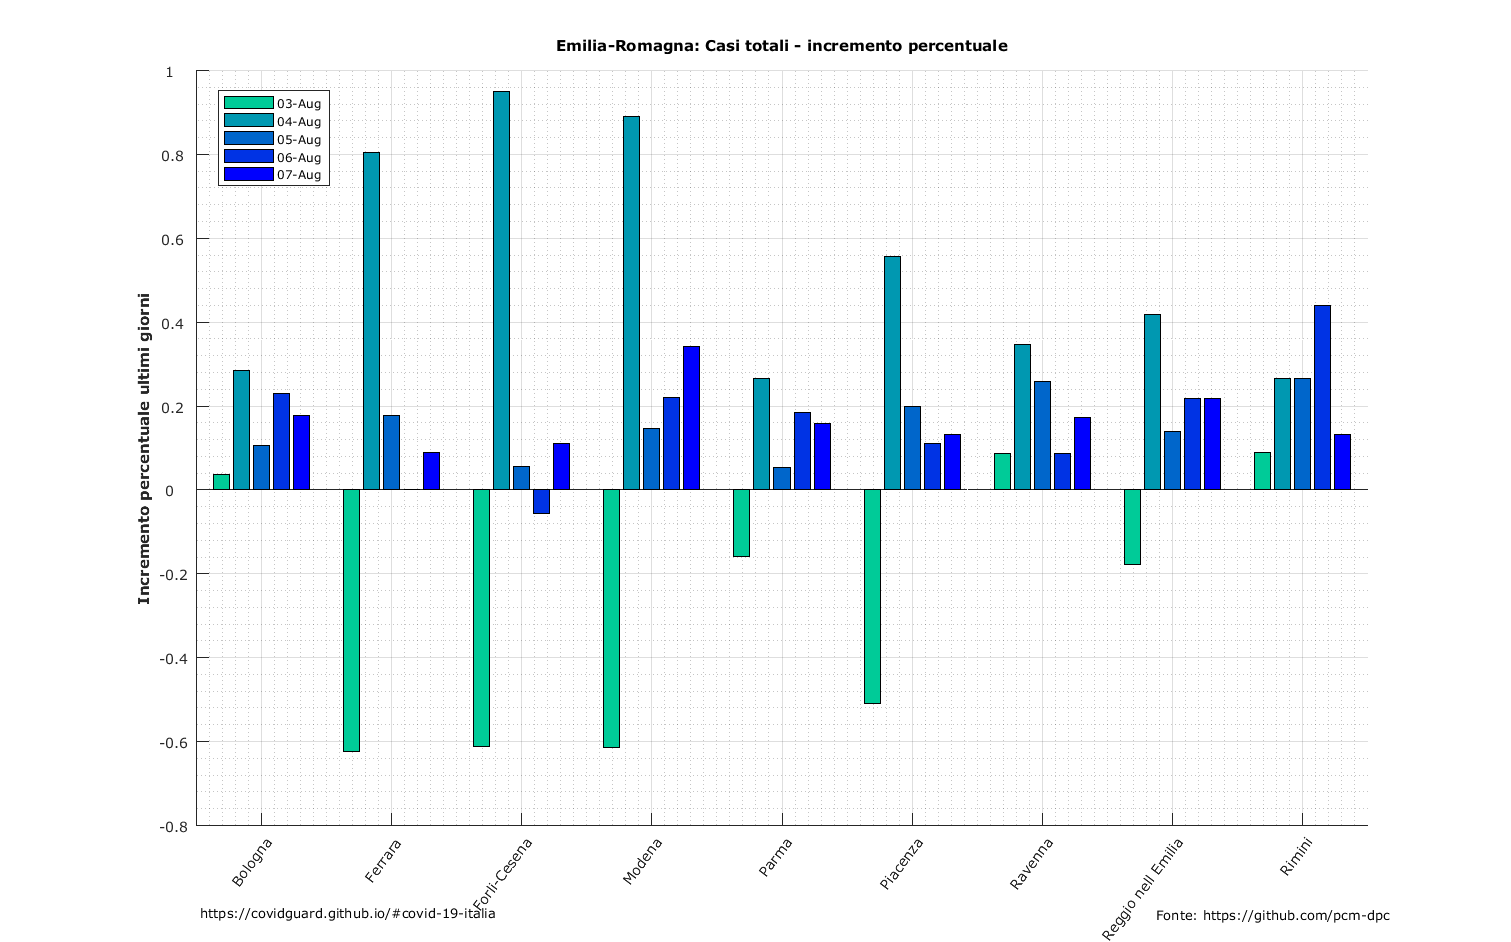 Emilia-Romagna: Casi totali - incremento percentuale
1
0.8
0.6
0.4
0.2
0
-0.2
-0.4
-0.6
-0.8
Incremento percentuale ultimi giorni
03-Aug
04-Aug
05-Aug
06-Aug
07-Aug
Bologna
Ferrara
Forlì-Cesena
Modena
Parma
Piacenza
Ravenna
Reggio nell Emilia
Rimini
https://covidguard.github.io/#covid-19-italia
Fonte: https://github.com/pcm-dpc